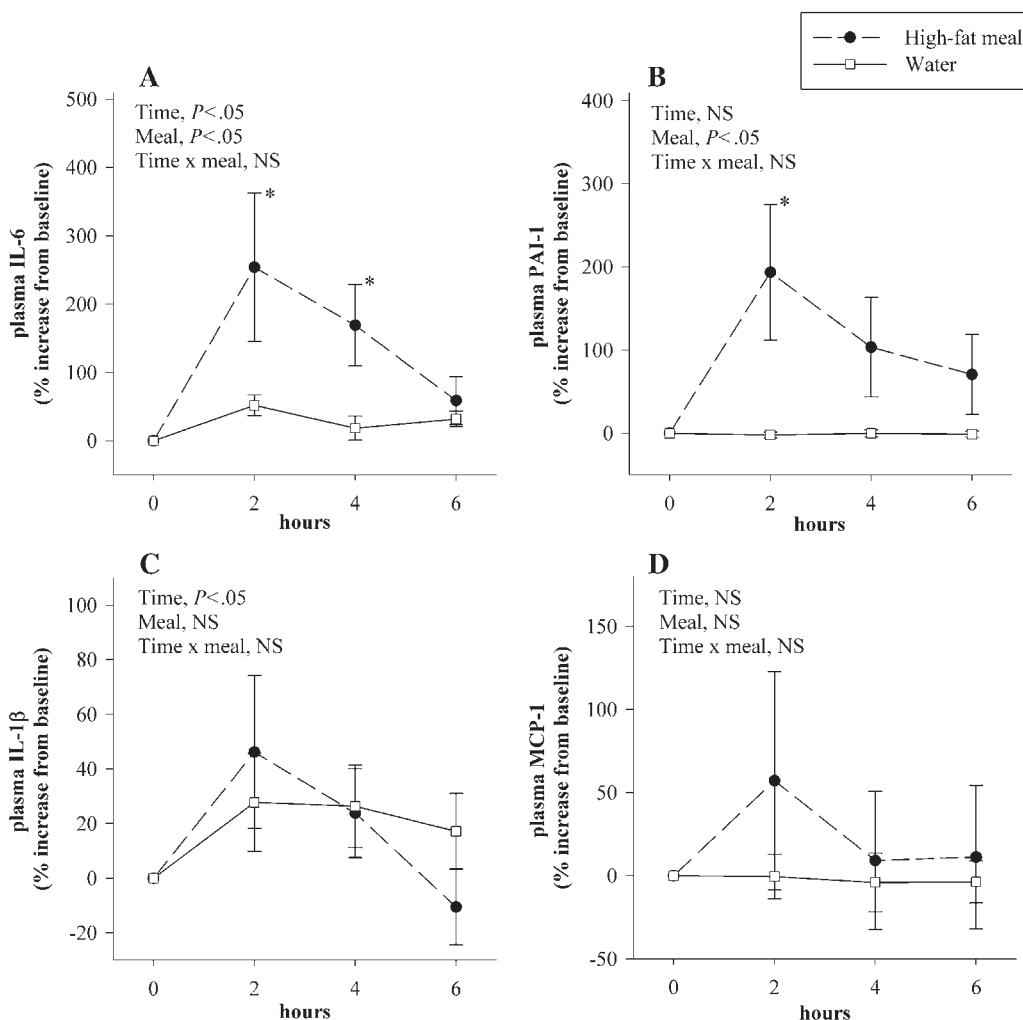 High-fat meal
Water
A
Time, P<.05
Meal, P<.05
Time x meal, NS
500
400
300
200
100
0
plasma IL-6
(% increase from baseline)
*
*
0 2 4 6
hours
B
Time, NS
Meal, P<.05
Time x meal, NS
400
300
200
100
0
plasma PAI-1
(% increase from baseline)
*
0 2 4 6
hours
C
Time, P<.05
Meal, NS
Time x meal, NS
100
80
60
40
20
0
-20
plasma IL-1β
(% increase from baseline)
0 2 4 6
hours
D
Time, NS
Meal, NS
Time x meal, NS
150
100
50
0
-50
plasma MCP-1
(% increase from baseline)
0 2 4 6
hours